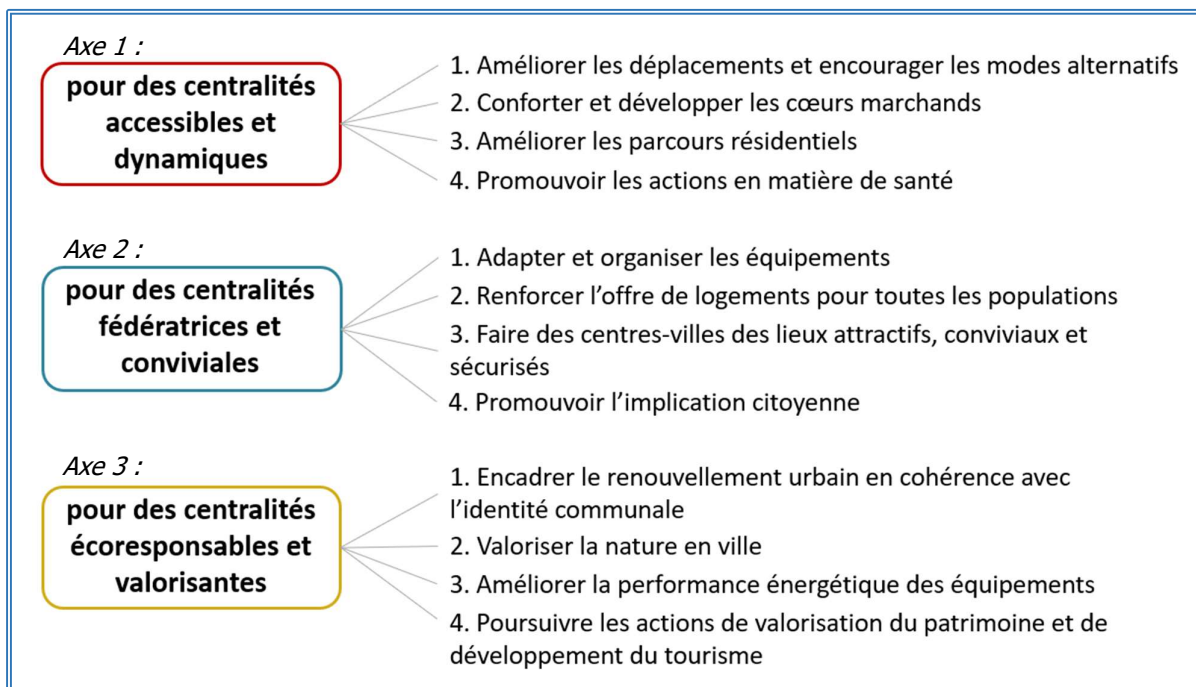 Axe 1 :
pour des centralités
accessibles et
dynamiques
1. Améliorer les déplacements et encourager les modes alternatifs
2. Conforter et développer les cœurs marchands
3. Améliorer les parcours résidentiels
4. Promouvoir les actions en matière de santé
Axe 2 :
pour des centralités
fédératrices et
conviviales
1. Adapter et organiser les équipements
2. Renforcer l’offre de logements pour toutes les populations
3. Faire des centres-villes des lieux attractifs, conviviaux et
sécurisés
4. Promouvoir l’implication citoyenne
Axe 3 :
pour des centralités
écoresponsables et
valorisantes
1. Encadrer le renouvellement urbain en cohérence avec
l’identité communale
2. Valoriser la nature en ville
3. Améliorer la performance énergétique des équipements
4. Poursuivre les actions de valorisation du patrimoine et de
développement du tourisme